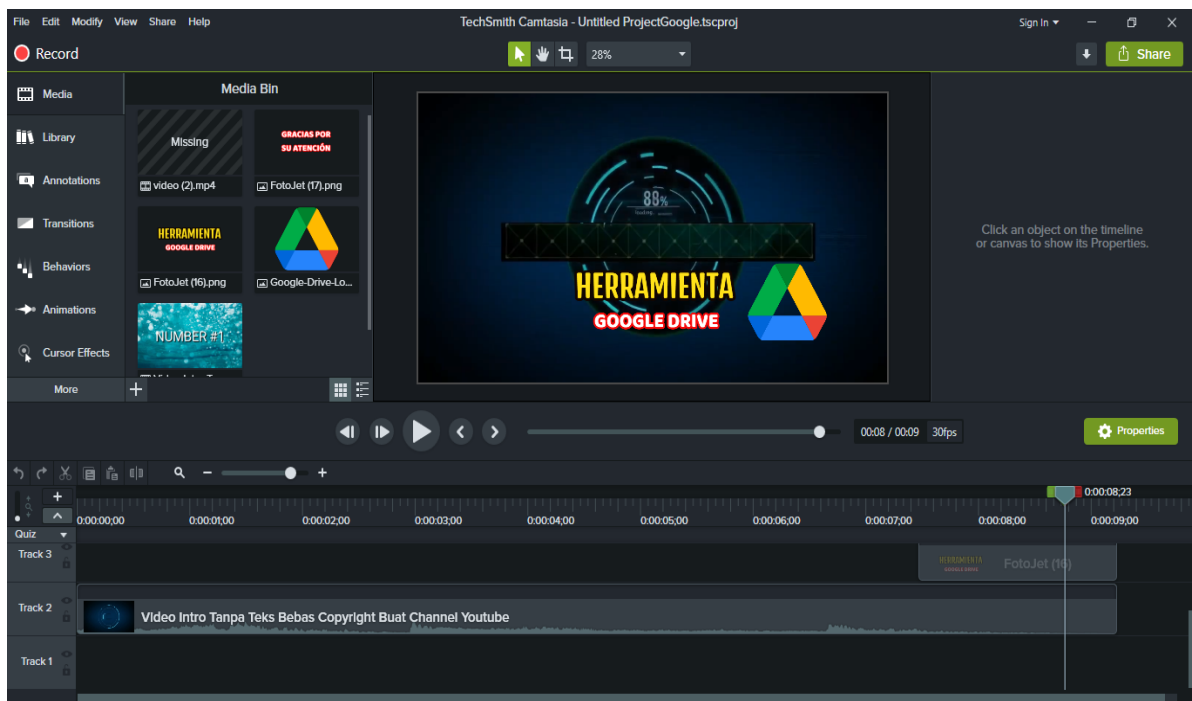 File Edit Modify View Share Help
TechSmith Camtasia - Untitled ProjectGoogle.tscproj
Sign In
Record
28%
Share
Media
Library
Annotations
Transitions
Behaviors
Animations
Cursor Effects
More
Media Bin
Missing
video (2).mp4
GRACIAS POR
SU ATENCIÓN
FotoJet (17).png
HERRAMIENTA
GOOGLE DRIVE
FotoJet (16).png
Google-Drive-Lo...
NUMBER #1
88%
HERRAMIENTA
GOOGLE DRIVE
Click an object on the timeline
or canvas to show its Properties.
00:08 / 00:09 30fps
Properties
0:00:08;23
0:00:00;00 0:00:01;00 0:00:02;00 0:00:03;00 0:00:04;00 0:00:05;00 0:00:06;00 0:00:07;00 0:00:08;00 0:00:09;00
Quiz
Track 3
HERRAMIENTA
GOOGLE DRIVE
FotoJet (16)
Track 2
Video Intro Tanpa Teks Bebas Copyright Buat Channel Youtube
Track 1